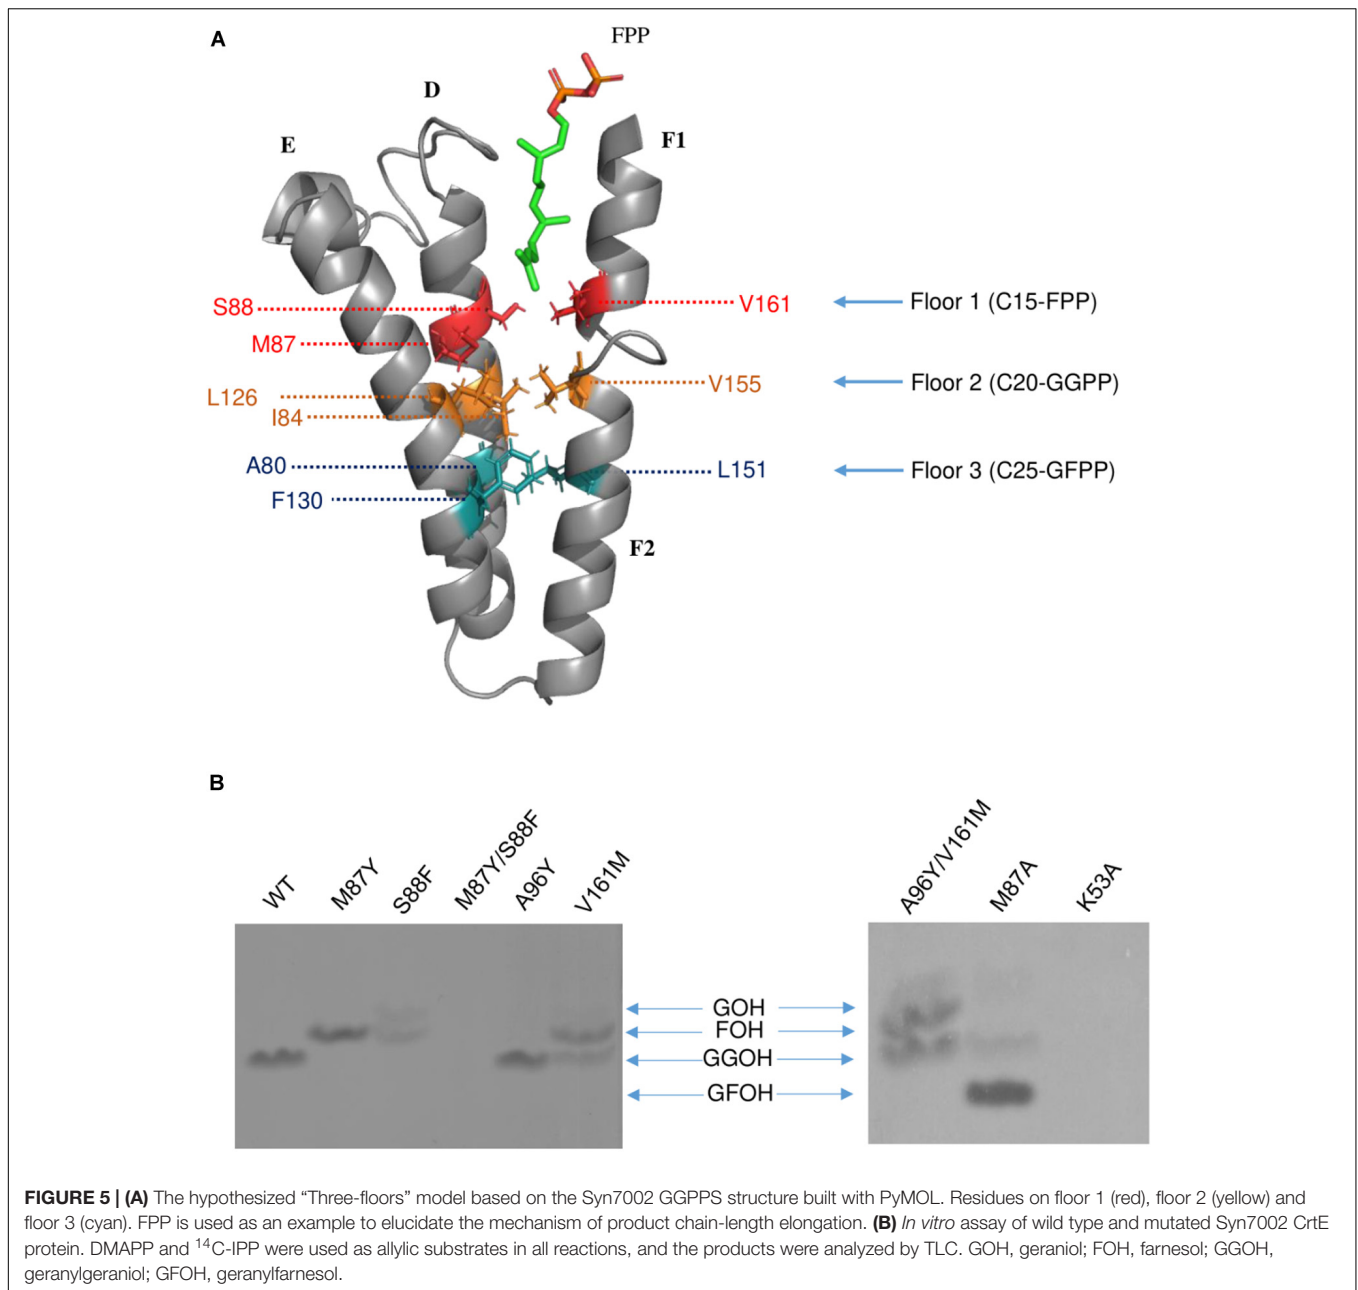 A
FPP
D
F1
E
S88
V161
Floor 1 (C15-FPP)
M87
V155
Floor 2 (C20-GGPP)
L126
I84
A80
L151
Floor 3 (C25-GFPP)
F130
F2
B
WT
M87Y
S88F
M87Y/S88F
A96Y
V161M
A96Y/V161M
M87A
K53A
GOH
FOH
GGOH
GFOH
FIGURE 5 | (A) The hypothesized “Three-floors” model based on the Syn7002 GGPPS structure built with PyMOL. Residues on floor 1 (red), floor 2 (yellow) and
floor 3 (cyan). FPP is used as an example to elucidate the mechanism of product chain-length elongation. (B) In vitro assay of wild type and mutated Syn7002 CrtE
protein. DMAPP and 14C-IPP were used as allylic substrates in all reactions, and the products were analyzed by TLC. GOH, geraniol; FOH, farnesol; GGOH,
geranylgeraniol; GFOH, geranylfarnesol.